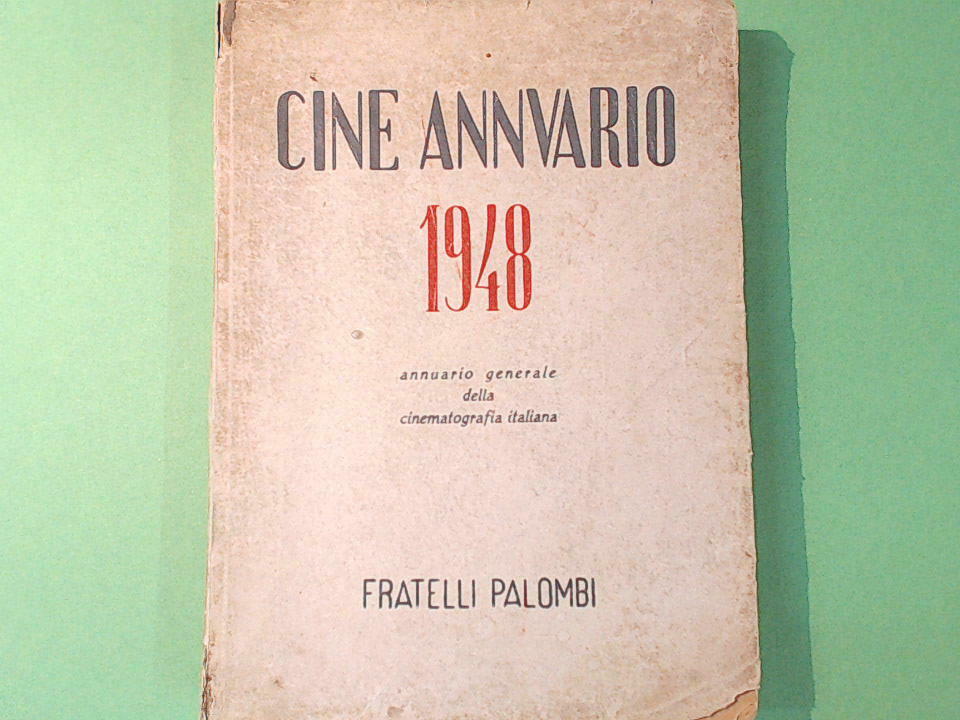 CINE ANNVARIO
1948
annuario generale
della
cinematografia italiana
FRATELLI PALOMBI